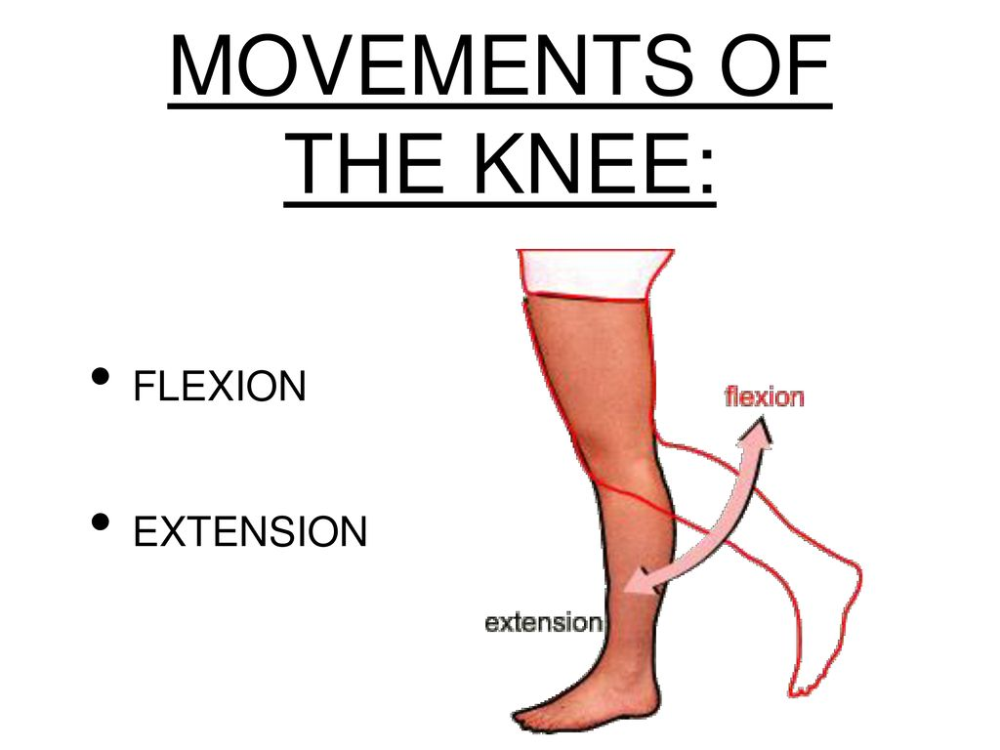 MOVEMENTS OF
THE KNEE:
• FLEXION
• EXTENSION
flexion
extension